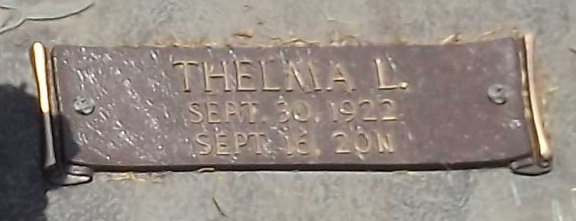 THELMA L.
SEPT. 30, 1922
SEPT. 16, 2011